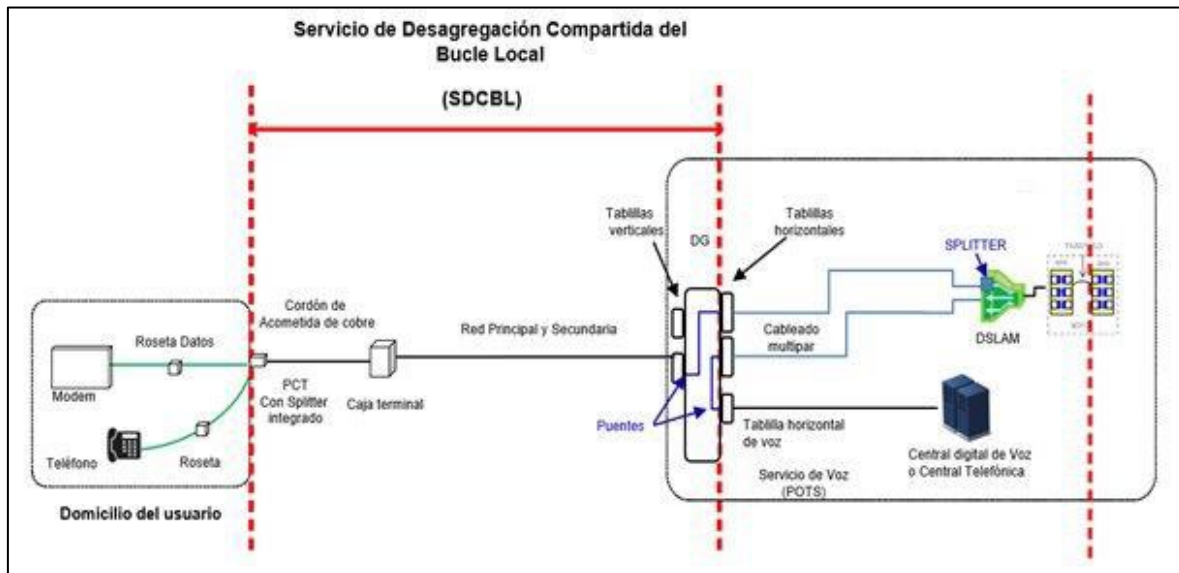 Servicio de Desagregación Compartida del
Bucle Local
(SDCBL)
Tablillas
verticales
Tablillas
horizontales
DG
SPLITTER
Cordón de
Acometida de cobre
Roseta Datos
Red Principal y Secundaria
Cableado
multipar
DSLAM
Modem
PCT
Con Splitter
integrado
Caja terminal
Puentes
Tablilla horizontal
de voz
Central digital de Voz
o Central Telefónica
Teléfono
Roseta
Servicio de Voz
(POTS)
Domicilio del usuario